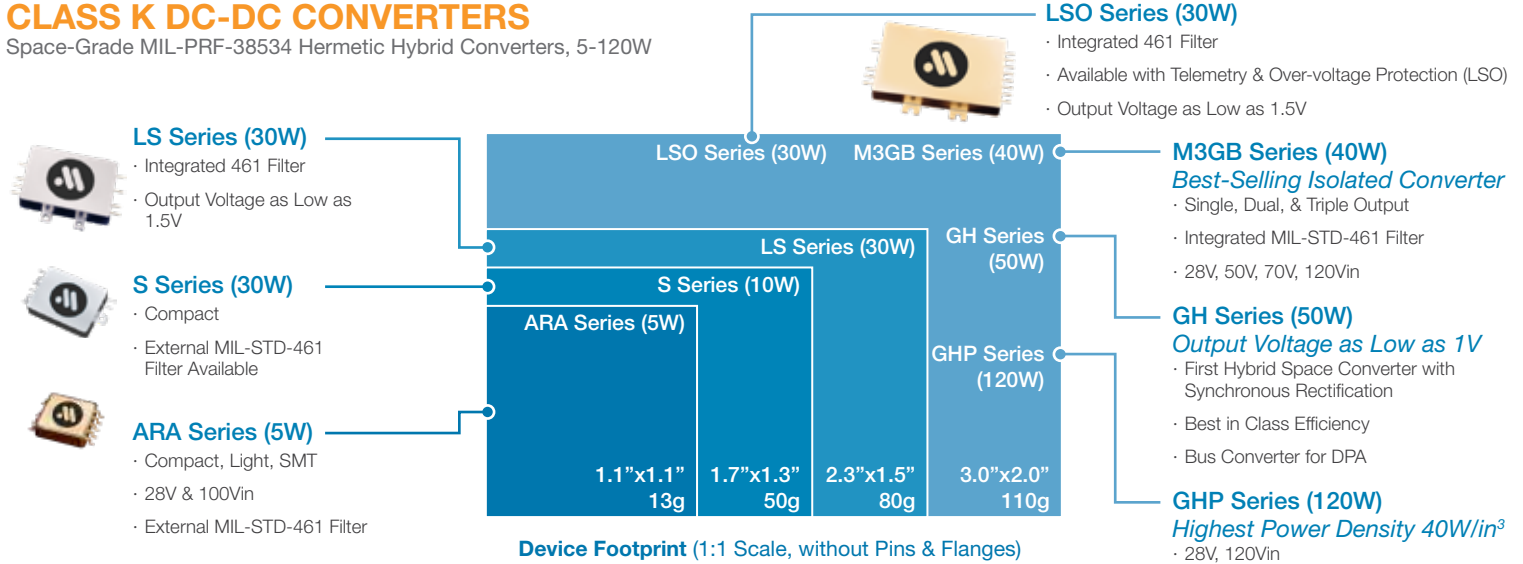 CLASS K DC-DC CONVERTERS
Space-Grade MIL-PRF-38534 Hermetic Hybrid Converters, 5-120W
LS Series (30W)
· Integrated 461 Filter
· Output Voltage as Low as
1.5V
S Series (30W)
· Compact
· External MIL-STD-461
Filter Available
ARA Series (5W)
· Compact, Light, SMT
· 28V & 100Vin
· External MIL-STD-461 Filter
LSO Series (30W)
M3GB Series (40W)
LS Series (30W)
GH Series
(50W)
S Series (10W)
ARA Series (5W)
GHP Series
(120W)
1.1”x1.1”
13g
1.7”x1.3”
50g
2.3”x1.5”
80g
3.0”x2.0”
110g
Device Footprint (1:1 Scale, without Pins & Flanges)
LSO Series (30W)
· Integrated 461 Filter
· Available with Telemetry & Over-voltage Protection (LSO)
· Output Voltage as Low as 1.5V
M3GB Series (40W)
Best-Selling Isolated Converter
· Single, Dual, & Triple Output
· Integrated MIL-STD-461 Filter
· 28V, 50V, 70V, 120Vin
GH Series (50W)
Output Voltage as Low as 1V
· First Hybrid Space Converter with
Synchronous Rectification
· Best in Class Efficiency
· Bus Converter for DPA
GHP Series (120W)
Highest Power Density 40W/in³
· 28V, 120Vin